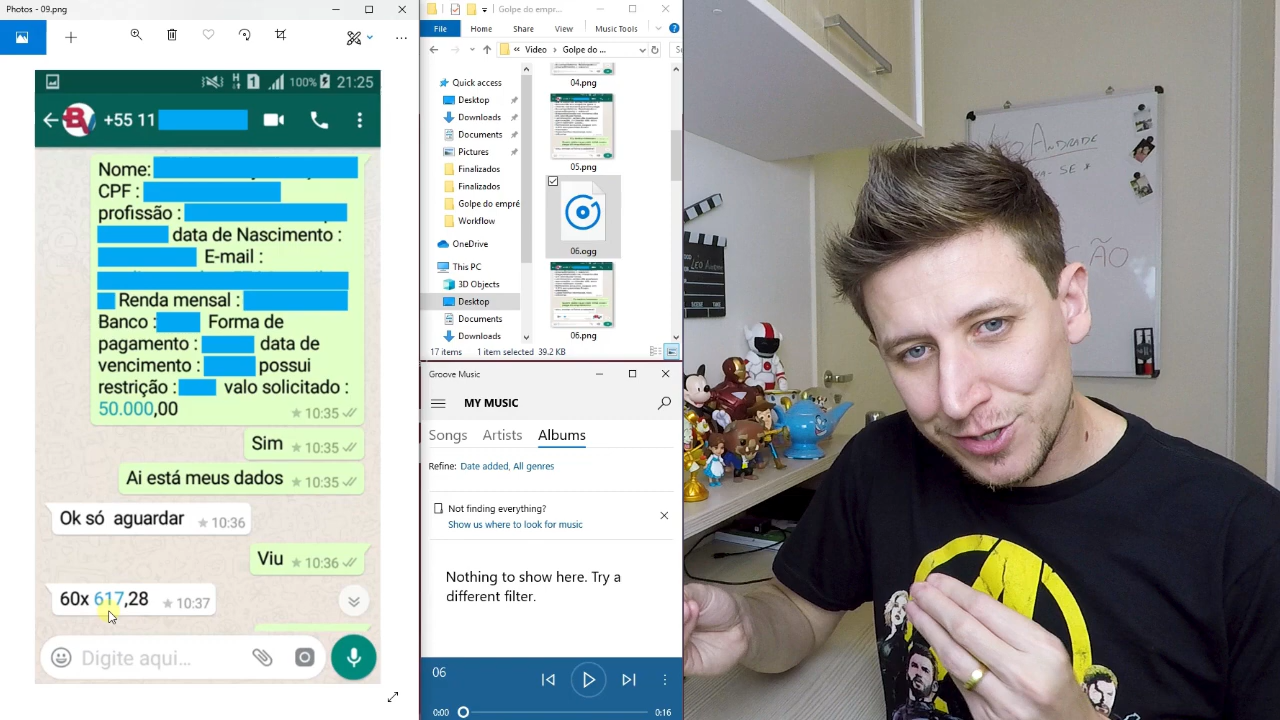 Photos - 09.png
H
1
100%
21:25
+5511
Nome:
CPF :
profissão :
data de Nascimento :
E-mail :
Renda mensal :
Banco : Forma de
pagamento : data de
vencimento : possui
restrição : valo solicitado :
50.000,00
10:35
Sim
10:35
Ai está meus dados
10:35
Ok só aguardar
10:36
Viu
10:36
60x 617,28
10:37
Digite aqui...
Golpe do empr...
File Home Share View Music Tools
« Video › Golpe do ...
Quick access
Desktop
Downloads
Documents
Pictures
Finalizados
Finalizados
Golpe do empré
Workflow
OneDrive
This PC
3D Objects
Desktop
Documents
Downloads
04.png
05.png
06.ogg
06.png
17 items 1 item selected 39.2 KB
Groove Music
MY MUSIC
Songs Artists Albums
Refine: Date added, All genres
Not finding everything?
Show us where to look for music
Nothing to show here. Try a
different filter.
06
0:00
0:16
ANDRADE